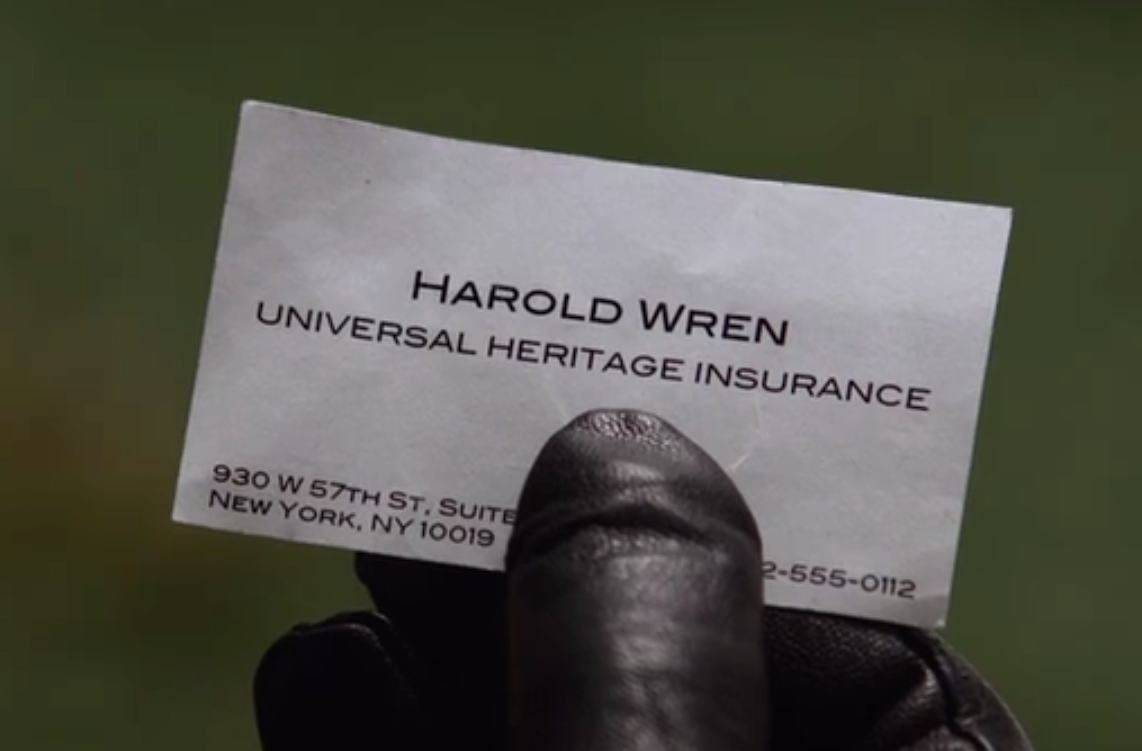 HAROLD WREN
UNIVERSAL HERITAGE INSURANCE
930 W 57TH ST, SUITE
NEW YORK, NY 10019
2-555-0112